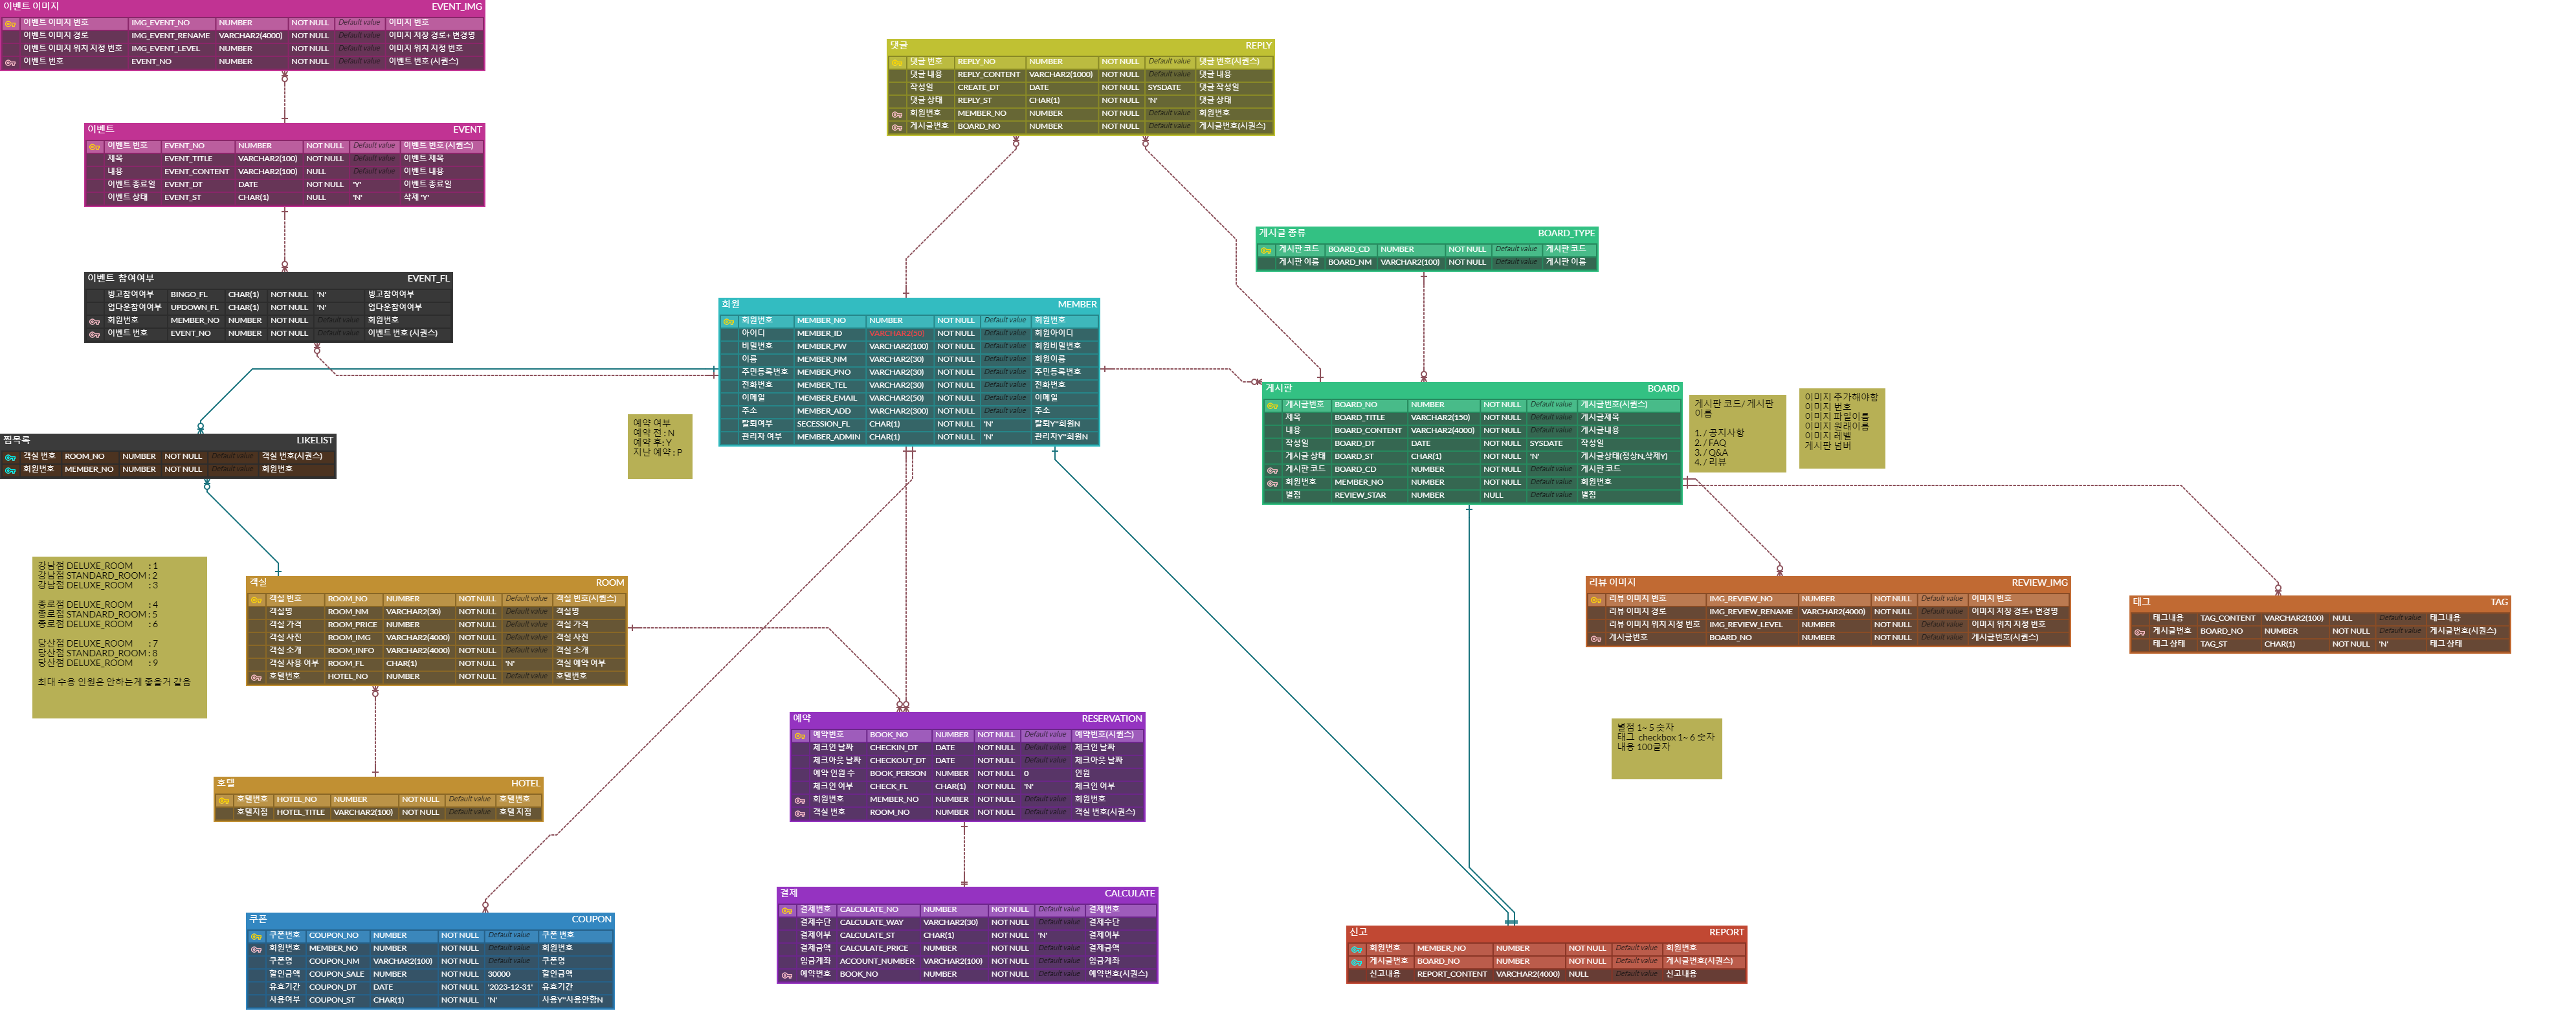 이벤트 이미지 EVENT_IMG
이벤트 이미지 번호 IMG_EVENT_NO NUMBER NOT NULL Default value 이미지 번호
이벤트 이미지 경로 IMG_EVENT_RENAME VARCHAR2(4000) NOT NULL Default value 이미지 저장 경로+ 변경명
이벤트 이미지 위치 지정 번호 IMG_EVENT_LEVEL NUMBER NOT NULL Default value 이미지 위치 지정 번호
이벤트 번호 EVENT_NO NUMBER NOT NULL Default value 이벤트 번호 (시퀀스)
이벤트 EVENT
이벤트 번호 EVENT_NO NUMBER NOT NULL Default value 이벤트 번호 (시퀀스)
제목 EVENT_TITLE VARCHAR2(100) NOT NULL Default value 이벤트 제목
내용 EVENT_CONTENT VARCHAR2(100) NULL Default value 이벤트 내용
이벤트 종료일 EVENT_DT DATE NOT NULL 'Y' 이벤트 종료일
이벤트 상태 EVENT_ST CHAR(1) NULL 'N' 삭제 'Y'
이벤트 참여여부 EVENT_FL
빙고참여여부 BINGO_FL CHAR(1) NOT NULL 'N' 빙고참여여부
업다운참여여부 UPDOWN_FL CHAR(1) NOT NULL 'N' 업다운참여여부
회원번호 MEMBER_NO NUMBER NOT NULL Default value 회원번호
이벤트 번호 EVENT_NO NUMBER NOT NULL Default value 이벤트 번호 (시퀀스)
찜목록 LIKELIST
객실 번호 ROOM_NO NUMBER NOT NULL Default value 객실 번호(시퀀스)
회원번호 MEMBER_NO NUMBER NOT NULL Default value 회원번호
강남점 DELUXE_ROOM : 1
강남점 STANDARD_ROOM : 2
강남점 DELUXE_ROOM : 3
종로점 DELUXE_ROOM : 4
종로점 STANDARD_ROOM : 5
종로점 DELUXE_ROOM : 6
당산점 DELUXE_ROOM : 7
당산점 STANDARD_ROOM : 8
당산점 DELUXE_ROOM : 9
최대 수용 인원은 안하는게 좋을거 같음
객실 ROOM
객실 번호 ROOM_NO NUMBER NOT NULL Default value 객실 번호(시퀀스)
객실명 ROOM_NM VARCHAR2(30) NOT NULL Default value 객실명
객실 가격 ROOM_PRICE NUMBER NOT NULL Default value 객실 가격
객실 사진 ROOM_IMG VARCHAR2(4000) NOT NULL Default value 객실 사진
객실 소개 ROOM_INFO VARCHAR2(4000) NOT NULL Default value 객실 소개
객실 사용 여부 ROOM_FL CHAR(1) NOT NULL 'N' 객실 예약 여부
호텔번호 HOTEL_NO NUMBER NOT NULL Default value 호텔번호
호텔 HOTEL
호텔번호 HOTEL_NO NUMBER NOT NULL Default value 호텔번호
호텔지점 HOTEL_TITLE VARCHAR2(100) NOT NULL Default value 호텔 지점
쿠폰 COUPON
쿠폰번호 COUPON_NO NUMBER NOT NULL Default value 쿠폰 번호
회원번호 MEMBER_NO NUMBER NOT NULL Default value 회원번호
쿠폰명 COUPON_NM VARCHAR2(100) NOT NULL Default value 쿠폰명
할인금액 COUPON_SALE NUMBER NOT NULL 30000 할인금액
유효기간 COUPON_DT DATE NOT NULL '2023-12-31' 유효기간
사용여부 COUPON_ST CHAR(1) NOT NULL 'N' 사용Y~사용안함N
예약 여부
예약 전 : N
예약 후: Y
지난 예약 : P
회원 MEMBER
회원번호 MEMBER_NO NUMBER NOT NULL Default value 회원번호
아이디 MEMBER_ID VARCHAR2(50) NOT NULL Default value 회원아이디
비밀번호 MEMBER_PW VARCHAR2(100) NOT NULL Default value 회원비밀번호
이름 MEMBER_NM VARCHAR2(30) NOT NULL Default value 회원이름
주민등록번호 MEMBER_PNO VARCHAR2(30) NOT NULL Default value 주민등록번호
전화번호 MEMBER_TEL VARCHAR2(30) NOT NULL Default value 전화번호
이메일 MEMBER_EMAIL VARCHAR2(50) NOT NULL Default value 이메일
주소 MEMBER_ADD VARCHAR2(300) NOT NULL Default value 주소
탈퇴여부 SECESSION_FL CHAR(1) NOT NULL 'N' 탈퇴Y~회원N
관리자 여부 MEMBER_ADMIN CHAR(1) NOT NULL 'N' 관리자Y~회원N
예약 RESERVATION
예약번호 BOOK_NO NUMBER NOT NULL Default value 예약번호(시퀀스)
체크인 날짜 CHECKIN_DT DATE NOT NULL Default value 체크인 날짜
체크아웃 날짜 CHECKOUT_DT DATE NOT NULL Default value 체크아웃 날짜
예약 인원 수 BOOK_PERSON NUMBER NOT NULL 0 인원
체크인 여부 CHECK_FL CHAR(1) NOT NULL 'N' 체크인 여부
회원번호 MEMBER_NO NUMBER NOT NULL Default value 회원번호
객실 번호 ROOM_NO NUMBER NOT NULL Default value 객실 번호(시퀀스)
결제 CALCULATE
결제번호 CALCULATE_NO NUMBER NOT NULL Default value 결제번호
결제수단 CALCULATE_WAY VARCHAR2(30) NOT NULL Default value 결제수단
결제여부 CALCULATE_ST CHAR(1) NOT NULL 'N' 결제여부
결제금액 CALCULATE_PRICE NUMBER NOT NULL Default value 결제금액
입금계좌 ACCOUNT_NUMBER VARCHAR2(100) NOT NULL Default value 입금계좌
예약번호 BOOK_NO NUMBER NOT NULL Default value 예약번호(시퀀스)
댓글 REPLY
댓글 번호 REPLY_NO NUMBER NOT NULL Default value 댓글 번호(시퀀스)
댓글 내용 REPLY_CONTENT VARCHAR2(1000) NOT NULL Default value 댓글 내용
작성일 CREATE_DT DATE NOT NULL SYSDATE 댓글 작성일
댓글 상태 REPLY_ST CHAR(1) NOT NULL 'N' 댓글 상태
회원번호 MEMBER_NO NUMBER NOT NULL Default value 회원번호
게시글번호 BOARD_NO NUMBER NOT NULL Default value 게시글번호(시퀀스)
게시글 종류 BOARD_TYPE
게시판 코드 BOARD_CD NUMBER NOT NULL Default value 게시판 코드
게시판 이름 BOARD_NM VARCHAR2(100) NOT NULL Default value 게시판 이름
게시판 BOARD
게시글번호 BOARD_NO NUMBER NOT NULL Default value 게시글번호(시퀀스)
제목 BOARD_TITLE VARCHAR2(150) NOT NULL Default value 게시글제목
내용 BOARD_CONTENT VARCHAR2(4000) NOT NULL Default value 게시글내용
작성일 BOARD_DT DATE NOT NULL SYSDATE 작성일
게시글 상태 BOARD_ST CHAR(1) NOT NULL 'N' 게시글상태(정상N,삭제Y)
게시판 코드 BOARD_CD NUMBER NOT NULL Default value 게시판 코드
회원번호 MEMBER_NO NUMBER NOT NULL Default value 회원번호
별점 REVIEW_STAR NUMBER NULL Default value 별점
게시판 코드/ 게시판
이름
1. / 공지사항
2. / FAQ
3. / Q&A
4. / 리뷰
이미지 추가해야함
이미지 번호
이미지 파일이름
이미지 원래이름
이미지 레벨
게시판 넘버
리뷰 이미지 REVIEW_IMG
리뷰 이미지 번호 IMG_REVIEW_NO NUMBER NOT NULL Default value 이미지 번호
리뷰 이미지 경로 IMG_REVIEW_RENAME VARCHAR2(4000) NOT NULL Default value 이미지 저장 경로+ 변경명
리뷰 이미지 위치 지정 번호 IMG_REVIEW_LEVEL NUMBER NOT NULL Default value 이미지 위치 지정 번호
게시글번호 BOARD_NO NUMBER NOT NULL Default value 게시글번호(시퀀스)
태그 TAG
태그내용 TAG_CONTENT VARCHAR2(100) NULL Default value 태그내용
게시글번호 BOARD_NO NUMBER NOT NULL Default value 게시글번호(시퀀스)
태그 상태 TAG_ST CHAR(1) NOT NULL 'N' 태그 상태
별점 1~ 5 숫자
태그 checkbox 1~ 6 숫자
내용 100글자
신고 REPORT
회원번호 MEMBER_NO NUMBER NOT NULL Default value 회원번호
게시글번호 BOARD_NO NUMBER NOT NULL Default value 게시글번호(시퀀스)
신고내용 REPORT_CONTENT VARCHAR2(4000) NULL Default value 신고내용